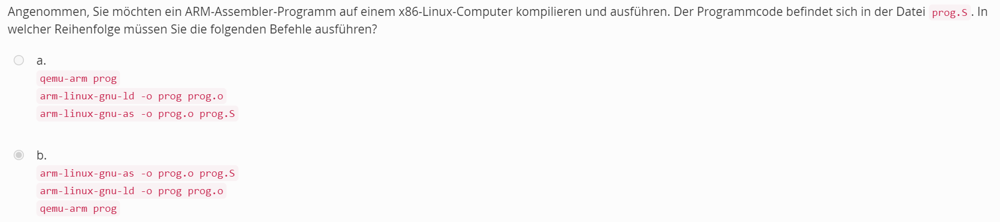 Angenommen, Sie möchten ein ARM-Assembler-Programm auf einem x86-Linux-Computer kompilieren und ausführen. Der Programmcode befindet sich in der Datei prog.S. In
welcher Reihenfolge müssen Sie die folgenden Befehle ausführen?
a.
qemu-arm prog
arm-linux-gnu-ld -o prog prog.o
arm-linux-gnu-as -o prog.o prog.S
b.
arm-linux-gnu-as -o prog.o prog.S
arm-linux-gnu-ld -o prog prog.o
qemu-arm prog